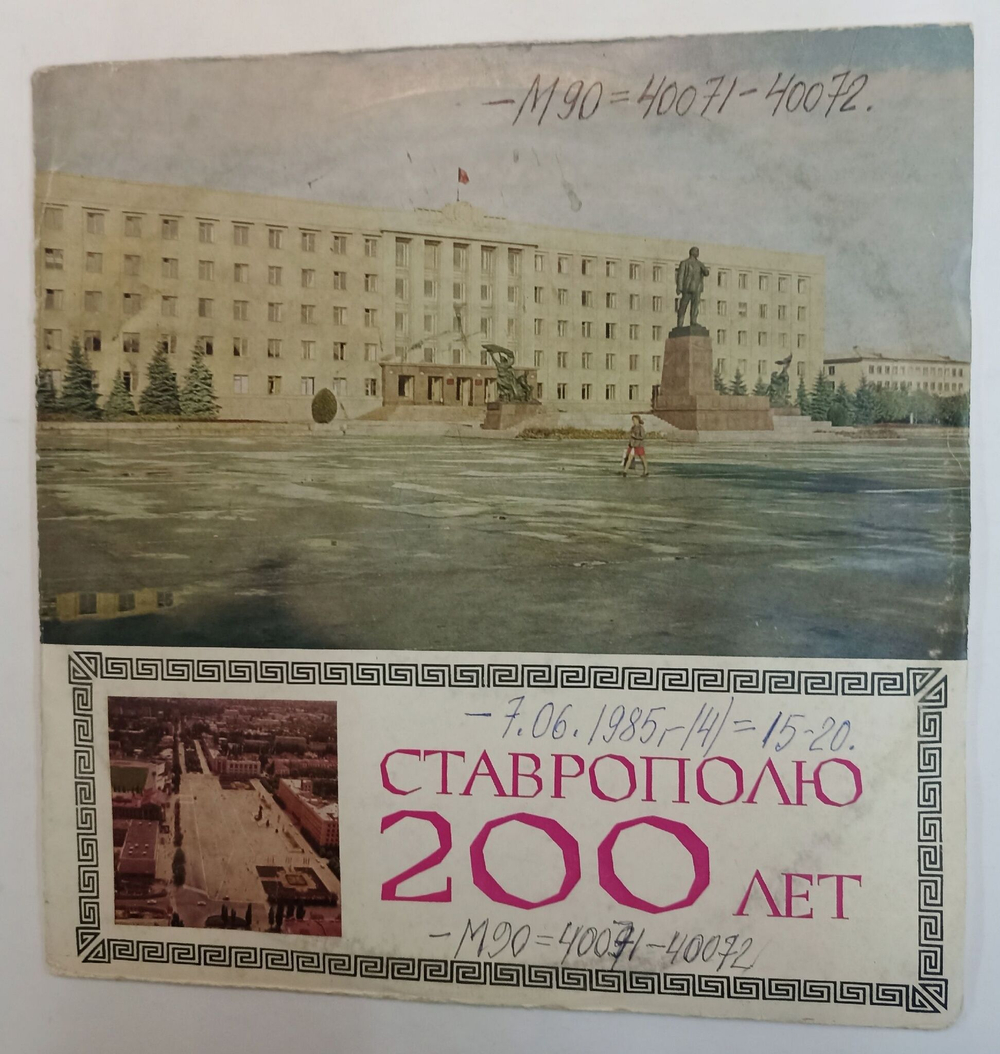 -М90=40071-40072.
-7.06.1985г(4)=15-20.
СТАВРОПОЛЮ
200 ЛЕТ
-М90=40071-40072